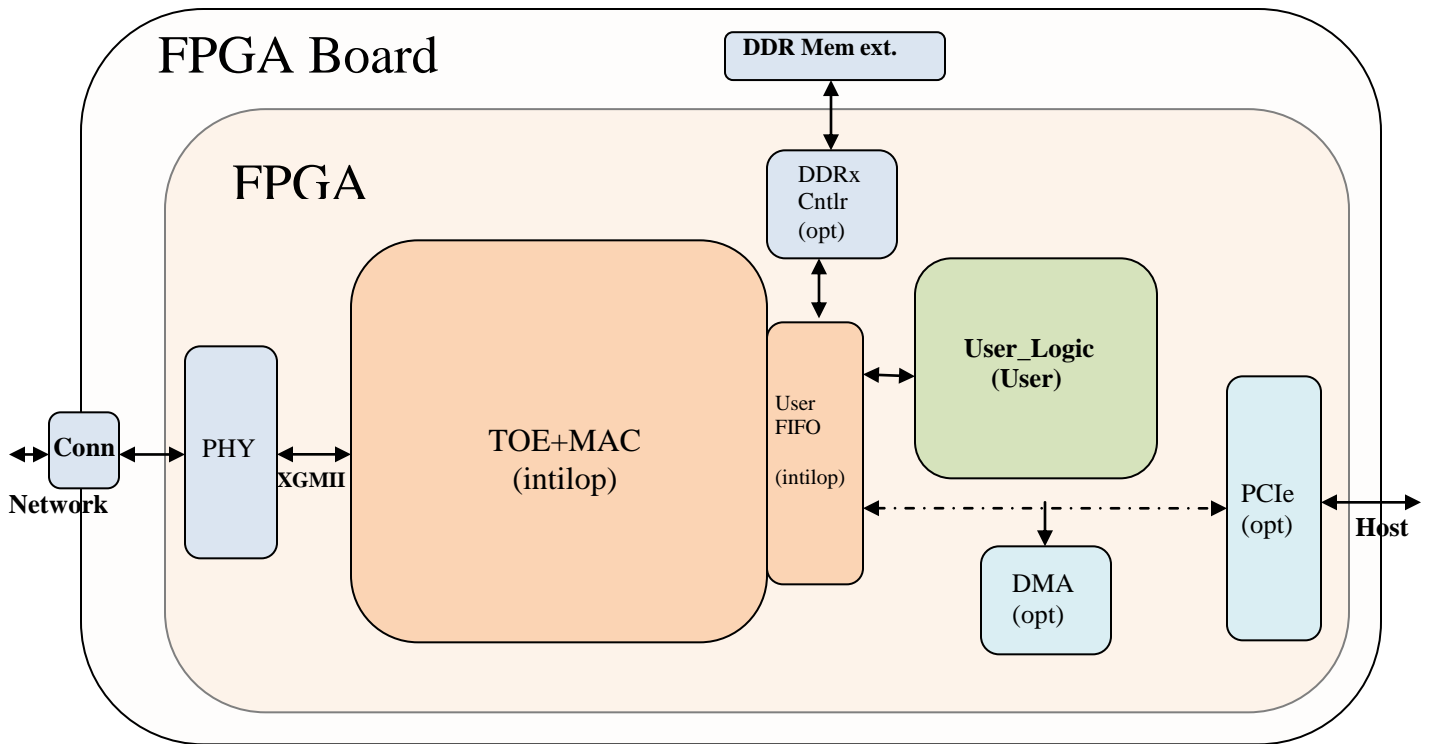 FPGA Board
DDR Mem ext.
FPGA
DDRx
Cntlr
(opt)
User_Logic
(User)
User
FIFO
(intilop)
TOE+MAC
(intilop)
Conn
PHY
XGMII
Network
PCIe
(opt)
Host
DMA
(opt)